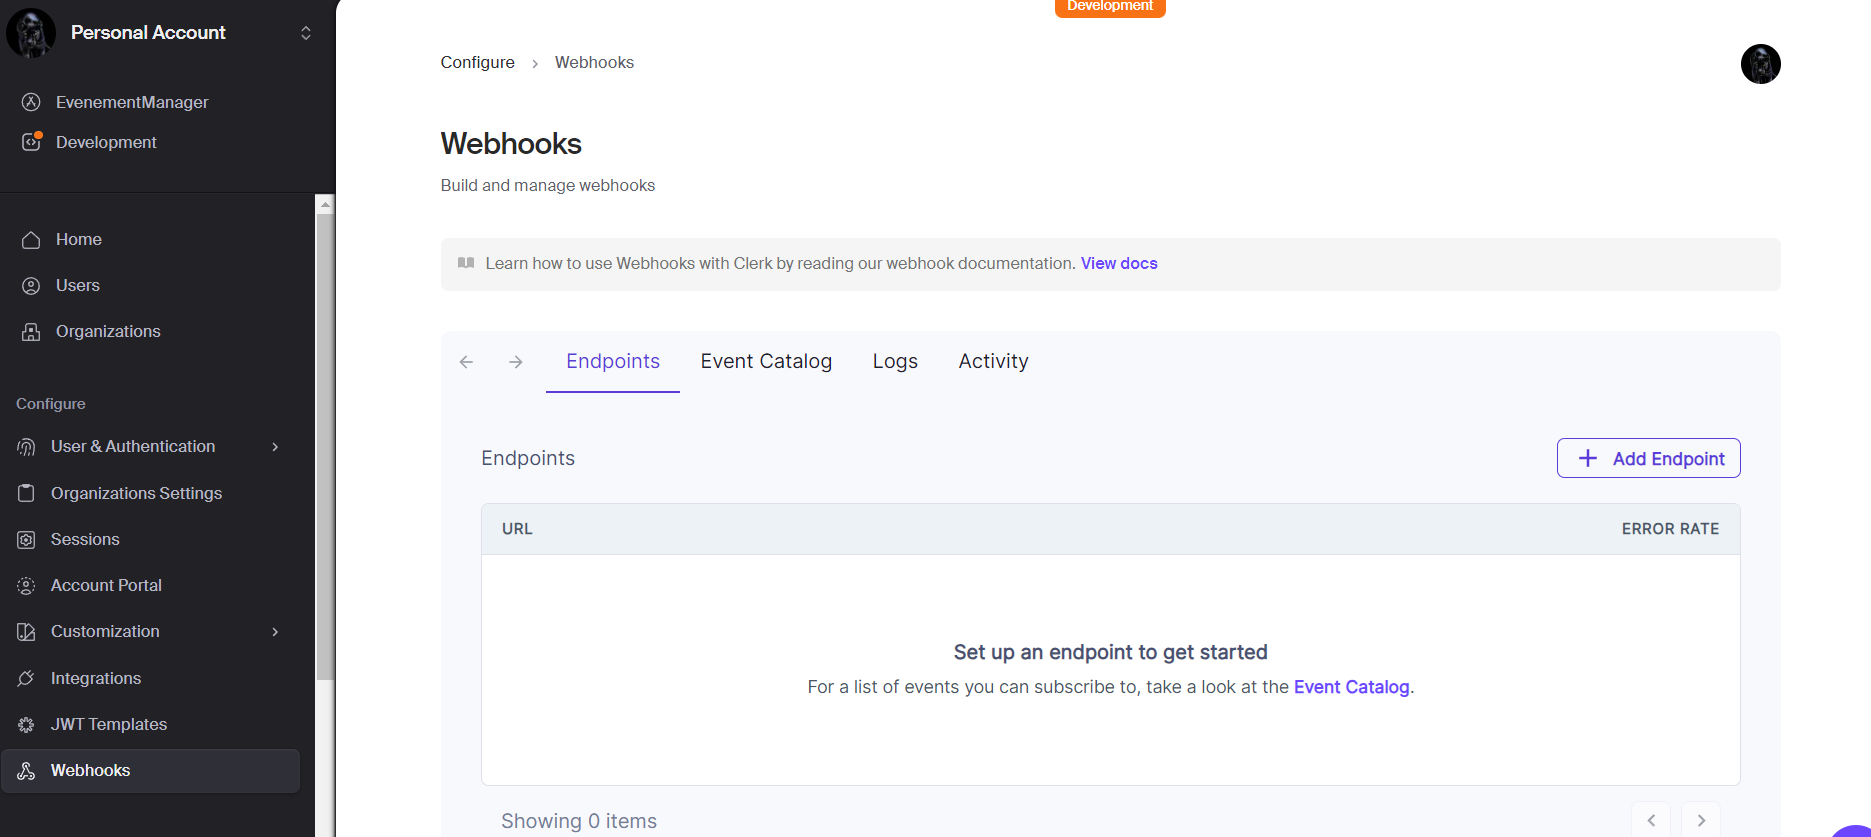 Personal Account
EvenementManager
Development
Home
Users
Organizations
Configure
User & Authentication
Organizations Settings
Sessions
Account Portal
Customization
Integrations
JWT Templates
Webhooks
Development
Configure > Webhooks
Webhooks
Build and manage webhooks
Learn how to use Webhooks with Clerk by reading our webhook documentation. View docs
Endpoints Event Catalog Logs Activity
Endpoints
+ Add Endpoint
URL ERROR RATE
Set up an endpoint to get started
For a list of events you can subscribe to, take a look at the Event Catalog.
Showing 0 items